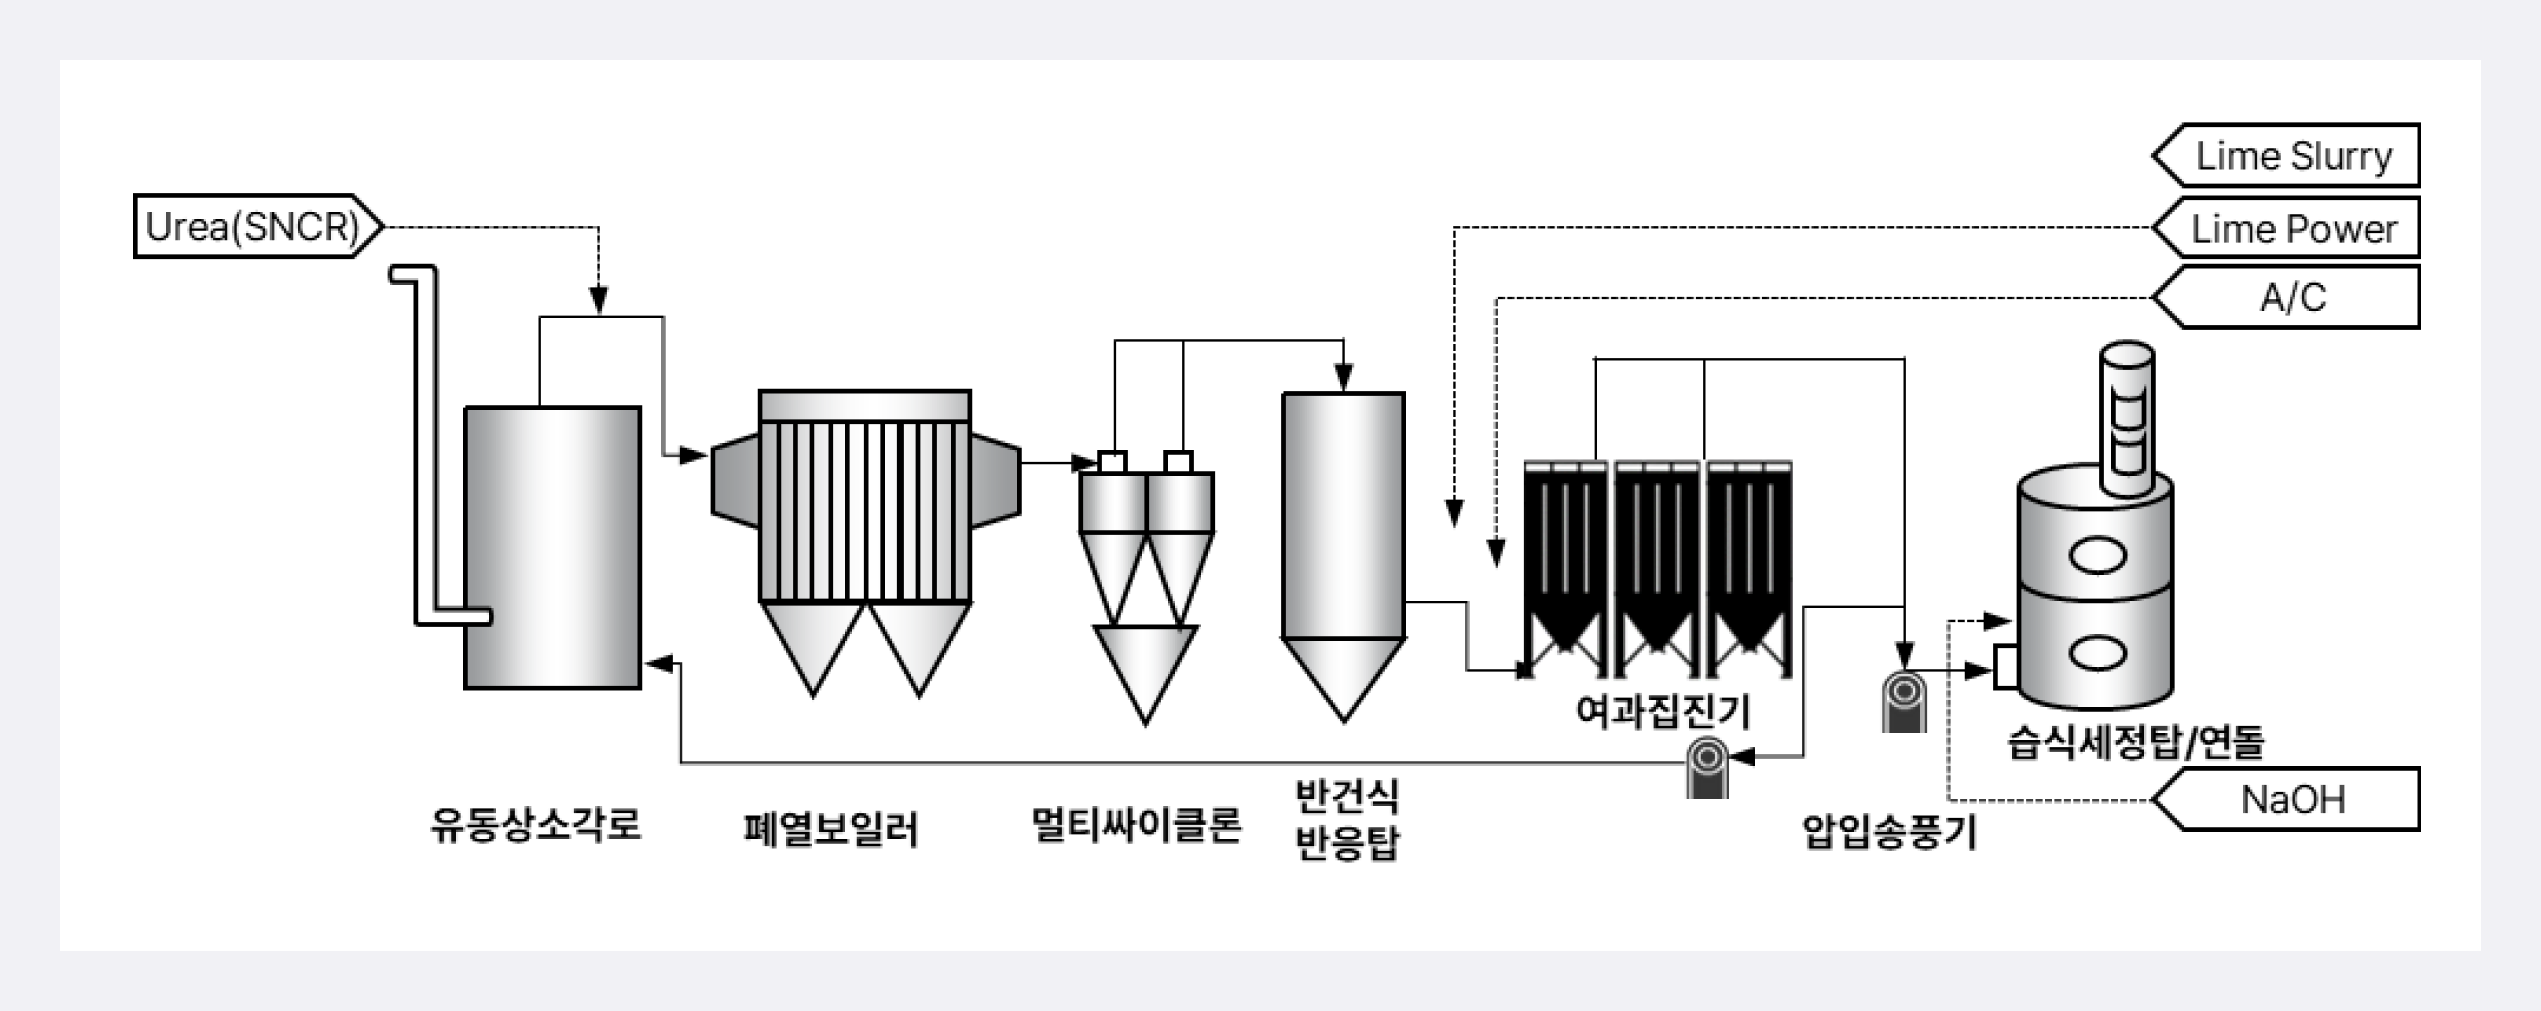 Lime Slurry
Urea(SNCR)
Lime Power
A/C
여과집진기
습식세정탑/연돌
유동상소각로
폐열보일러
멀티싸이클론
반건식
반응탑
압입송풍기
NaOH